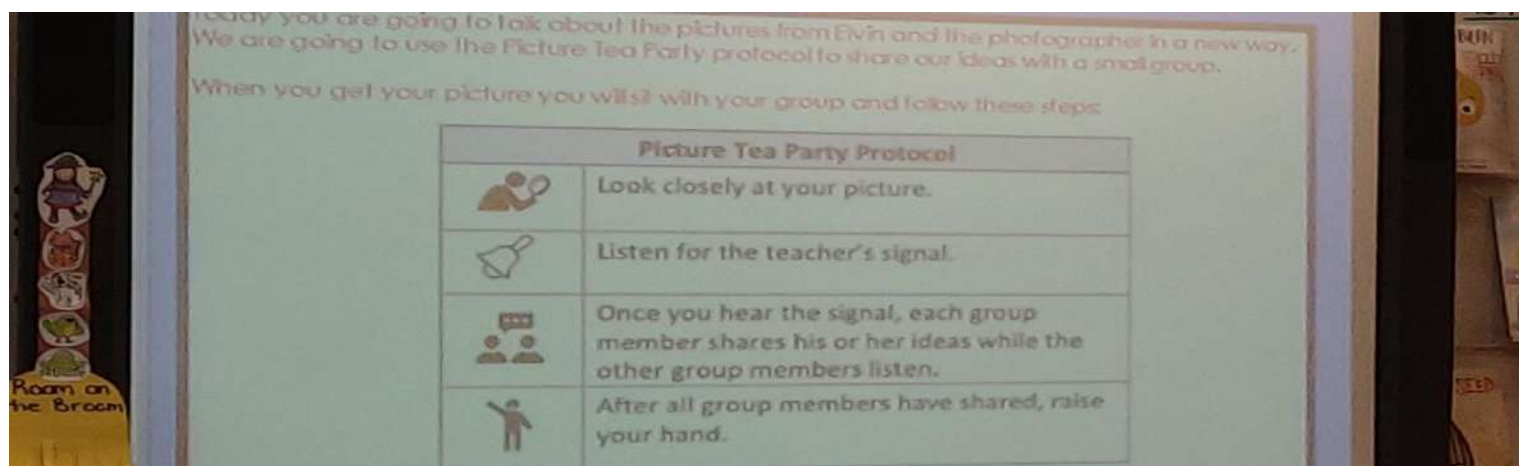 Today you are going to talk about the pictures from Elvin and the photographer in a new way.
We are going to use the Picture Tea Party protocol to share our ideas with a small group.
When you get your picture you will sit with your group and follow these steps:
Picture Tea Party Protocol
Look closely at your picture.
Listen for the teacher's signal.
Once you hear the signal, each group
member shares his or her ideas while the
other group members listen.
After all group members have shared, raise
your hand.
Room on
the Broom
SEED